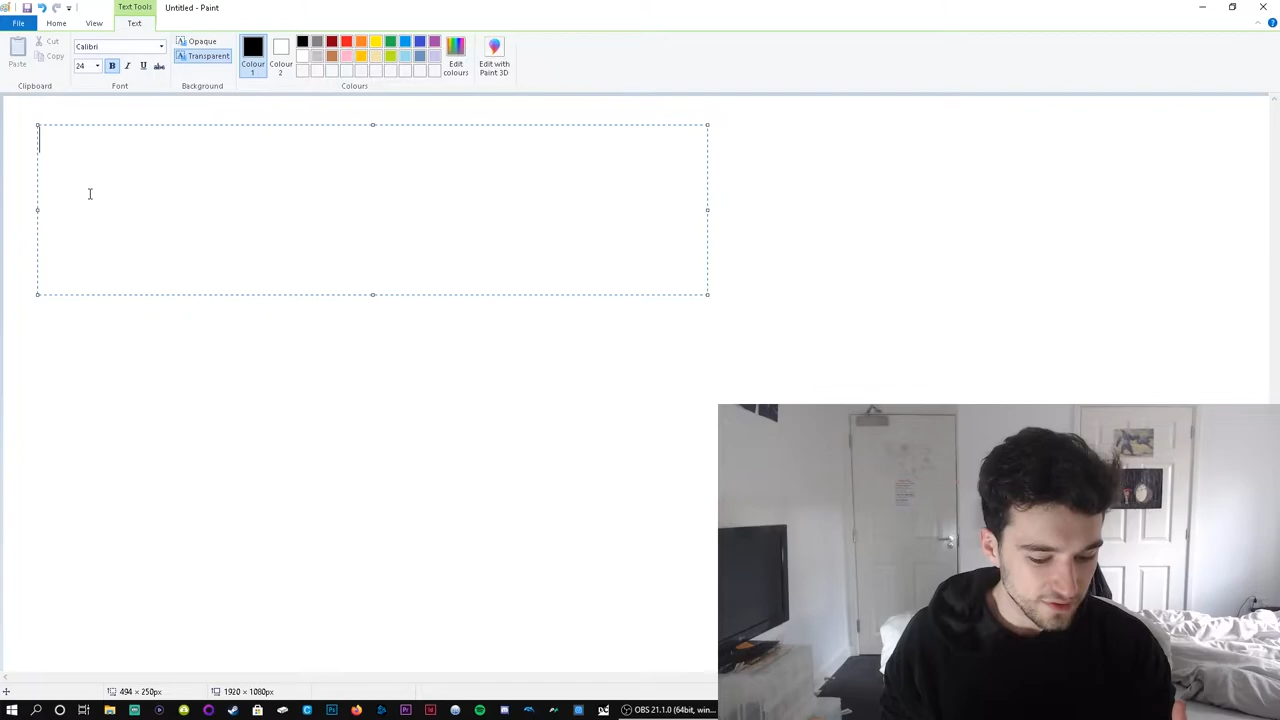 Text Tools
Untitled - Paint
File
Home
View
Text
Paste
Cut
Copy
Clipboard
Calibri
24
B
I
U
abc
Font
Opaque
Transparent
Background
Colour
1
Colour
2
Edit
colours
Colours
Edit with
Paint 3D
494 × 250px
1920 × 1080px
OBS 21.1.0 (64bit, win...